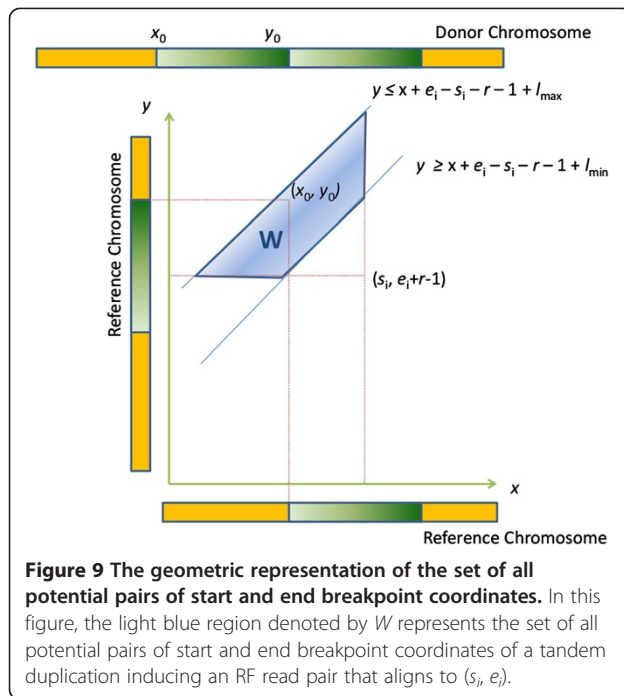 x₀ y₀ Donor Chromosome
y
y ≤ x + eᵢ – sᵢ – r – 1 + lₘₐₓ
y ≥ x + eᵢ – sᵢ – r – 1 + lₘᵢₙ
(x₀, y₀)
W
Reference Chromosome
(sᵢ, eᵢ+r-1)
x
Reference Chromosome
Figure 9 The geometric representation of the set of all
potential pairs of start and end breakpoint coordinates. In this
figure, the light blue region denoted by W represents the set of all
potential pairs of start and end breakpoint coordinates of a tandem
duplication inducing an RF read pair that aligns to (sᵢ, eᵢ).